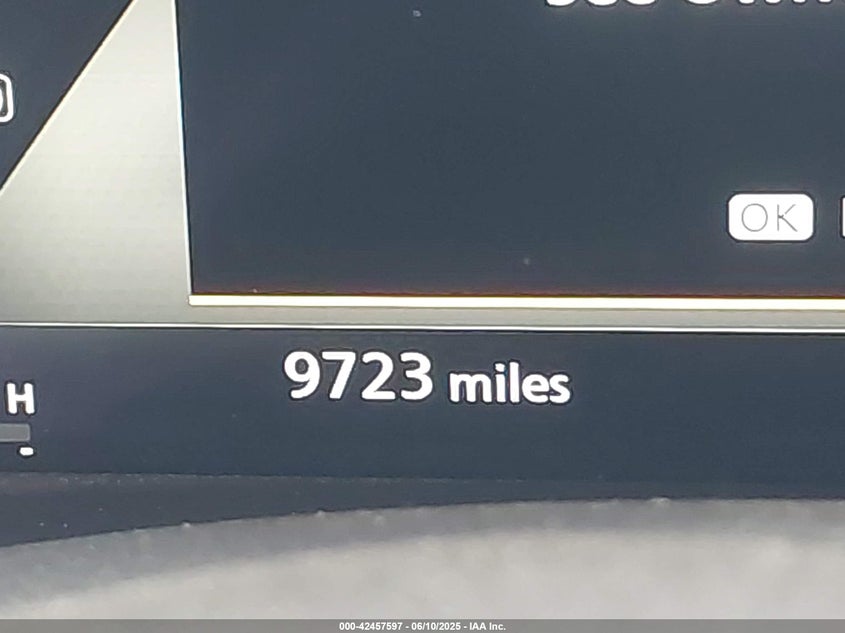 OK
9723 miles
H
000-42457597 - 06/10/2025 - IAA Inc.